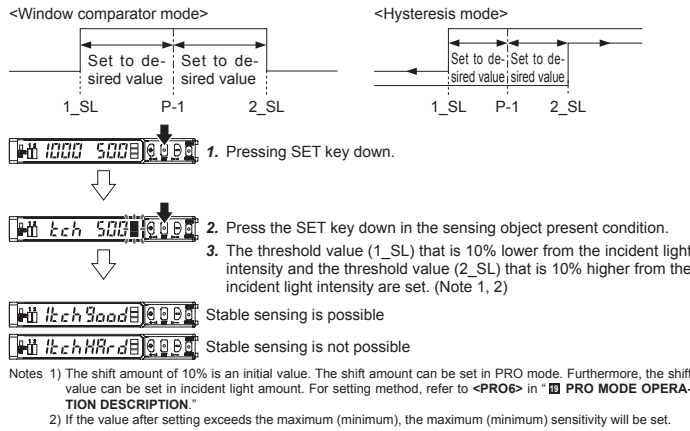 <Window comparator mode>
<Hysteresis mode>
Set to de-
sired value
Set to de-
sired value
Set to de-
sired value
Set to de-
sired value
1_SL P-1 2_SL
1_SL P-1 2_SL
1000 500
1. Pressing SET key down.
tch 500
2. Press the SET key down in the sensing object present condition.
3. The threshold value (1_SL) that is 10% lower from the incident light
intensity and the threshold value (2_SL) that is 10% higher from the
incident light intensity are set. (Note 1, 2)
1tch9ood
Stable sensing is possible
1tchHArd
Stable sensing is not possible
Notes 1) The shift amount of 10% is an initial value. The shift amount can be set in PRO mode. Furthermore, the shift
value can be set in incident light amount. For setting method, refer to <PRO6> in “ 19 PRO MODE OPERA-
TION DESCRIPTION.”
2) If the value after setting exceeds the maximum (minimum), the maximum (minimum) sensitivity will be set.